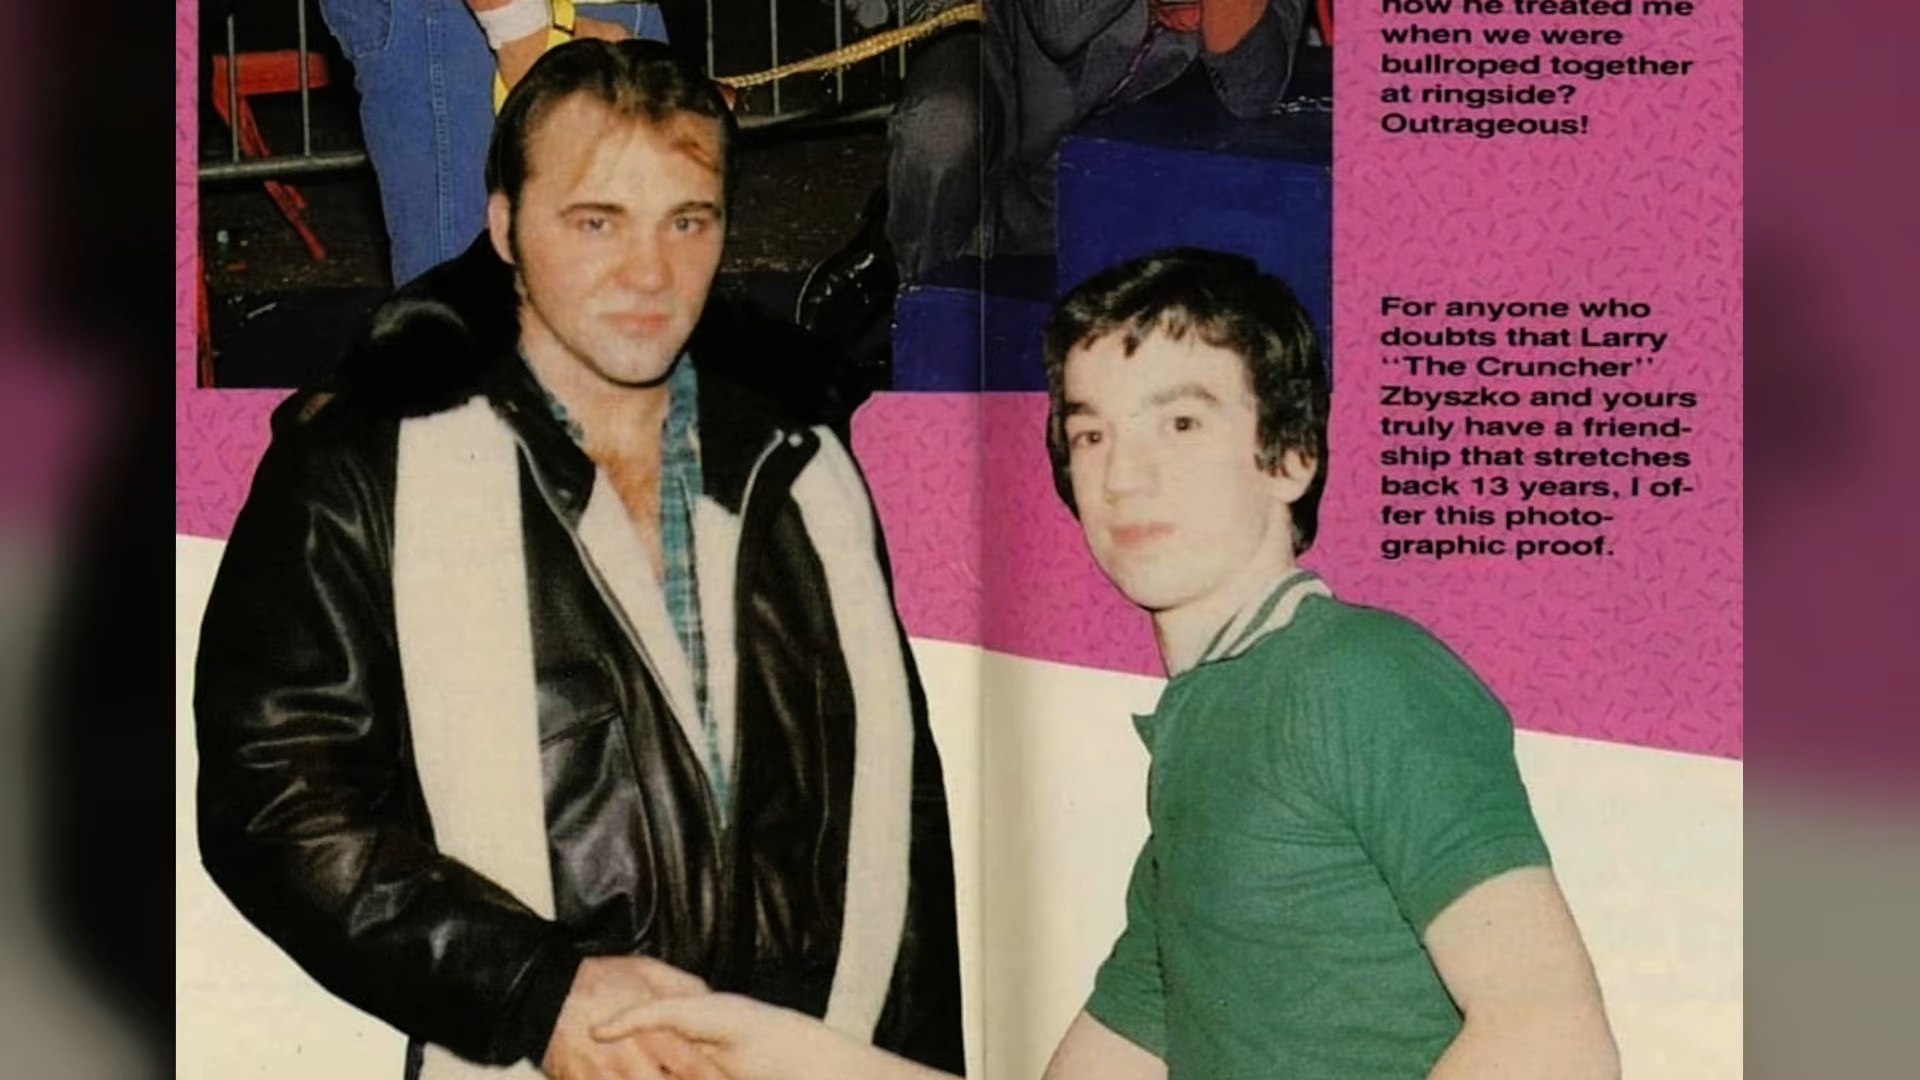 how he treated me
when we were
bullroped together
at ringside?
Outrageous!
For anyone who
doubts that Larry
‘‘The Cruncher’’
Zbyszko and yours
truly have a friend-
ship that stretches
back 13 years, I of-
fer this photo-
graphic proof.